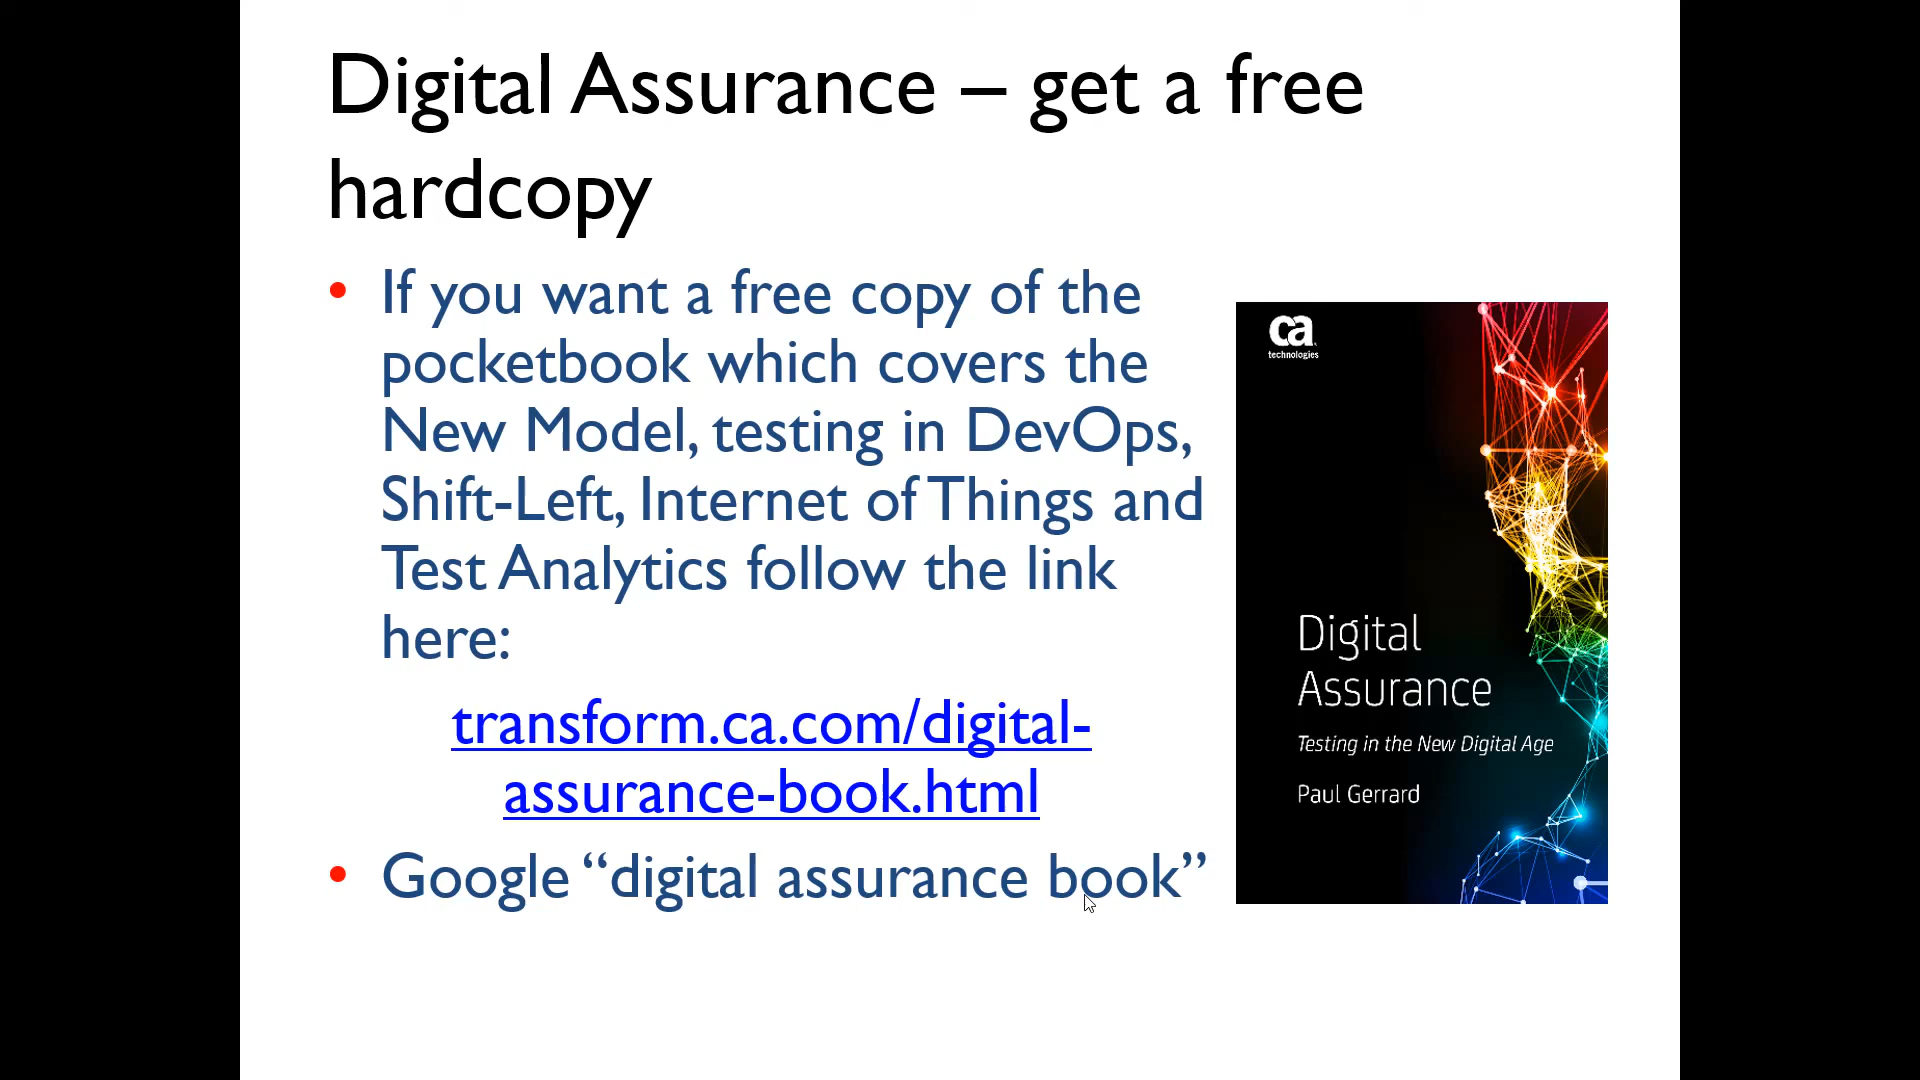 Digital Assurance – get a free
hardcopy
• If you want a free copy of the
pocketbook which covers the
New Model, testing in DevOps,
Shift-Left, Internet of Things and
Test Analytics follow the link
here:
transform.ca.com/digital-
assurance-book.html
• Google “digital assurance book”
ca
technologies
Digital
Assurance
Testing in the New Digital Age
Paul Gerrard